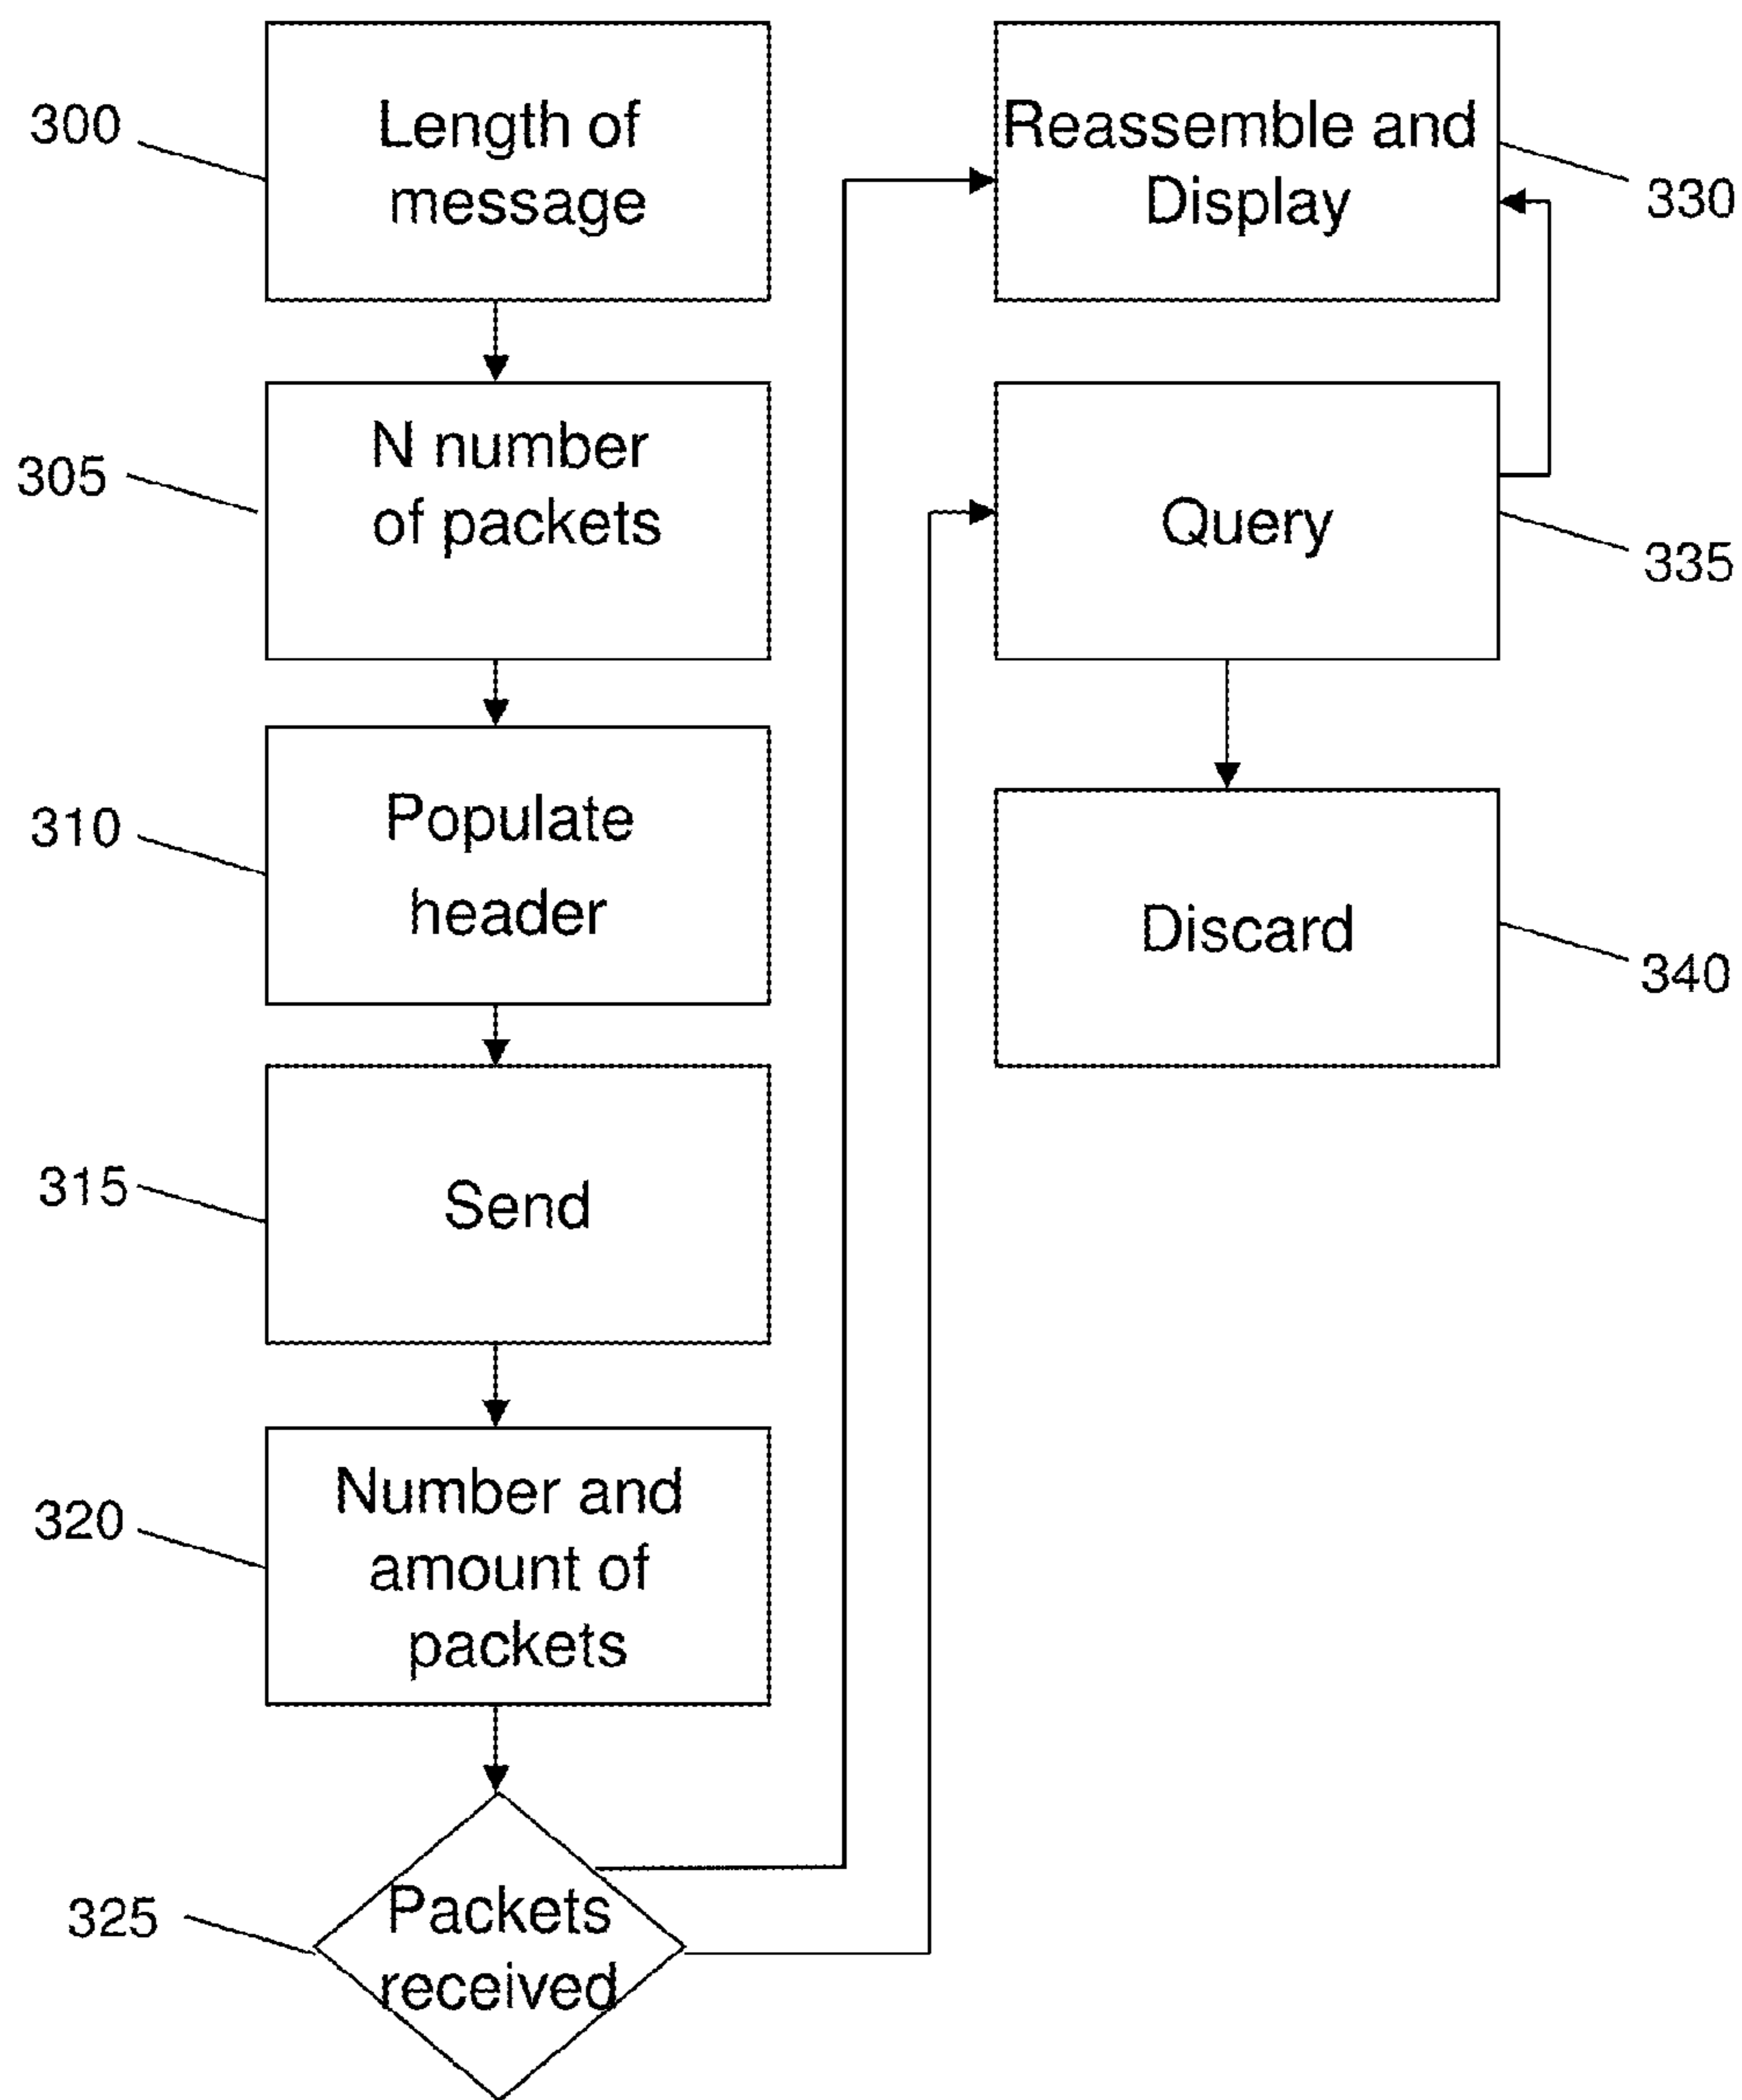 300
Length of
message
305
N number
of packets
310
Populate
header
315
Send
320
Number and
amount of
packets
325
Packets
received
Reassemble and
Display
330
Query
335
Discard
340